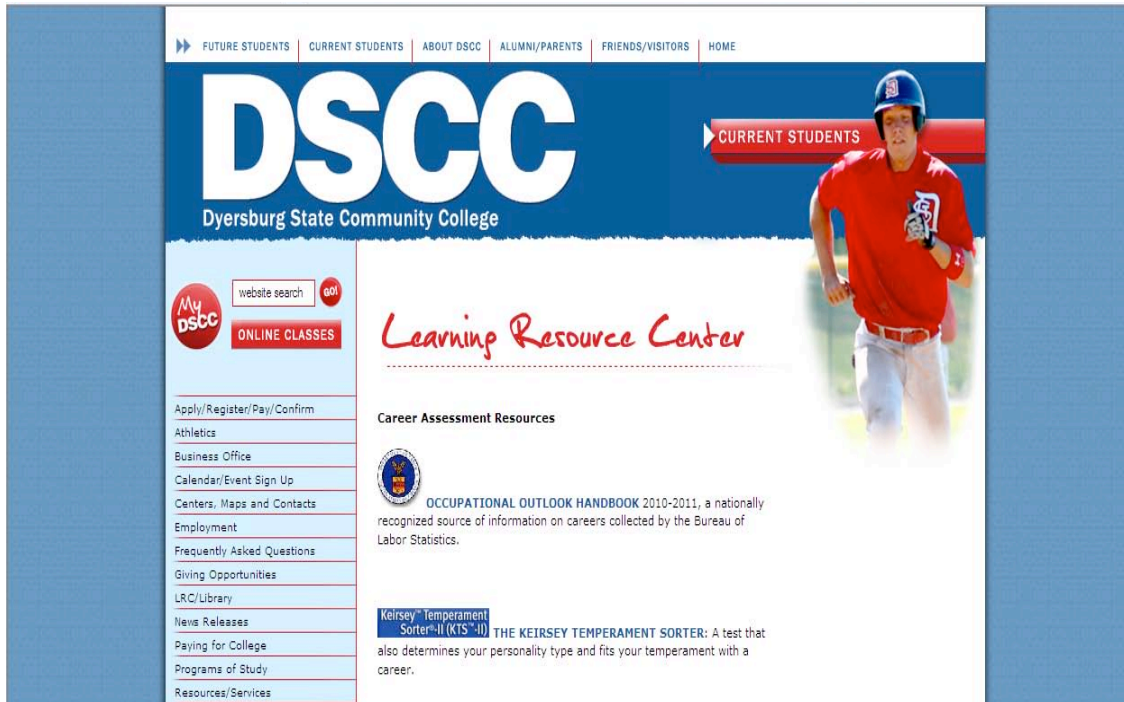 FUTURE STUDENTS CURRENT STUDENTS ABOUT DSCC ALUMNI/PARENTS FRIENDS/VISITORS HOME
DSCC
CURRENT STUDENTS
Dyersburg State Community College
My
DSCC
website search GO!
ONLINE CLASSES
Apply/Register/Pay/Confirm
Athletics
Business Office
Calendar/Event Sign Up
Centers, Maps and Contacts
Employment
Frequently Asked Questions
Giving Opportunities
LRC/Library
News Releases
Paying for College
Programs of Study
Resources/Services
Learning Resource Center
Career Assessment Resources
OCCUPATIONAL OUTLOOK HANDBOOK 2010-2011, a nationally
recognized source of information on careers collected by the Bureau of
Labor Statistics.
Keirsey™ Temperament
Sorter®-II (KTS™-II)
THE KEIRSEY TEMPERAMENT SORTER: A test that
also determines your personality type and fits your temperament with a
career.